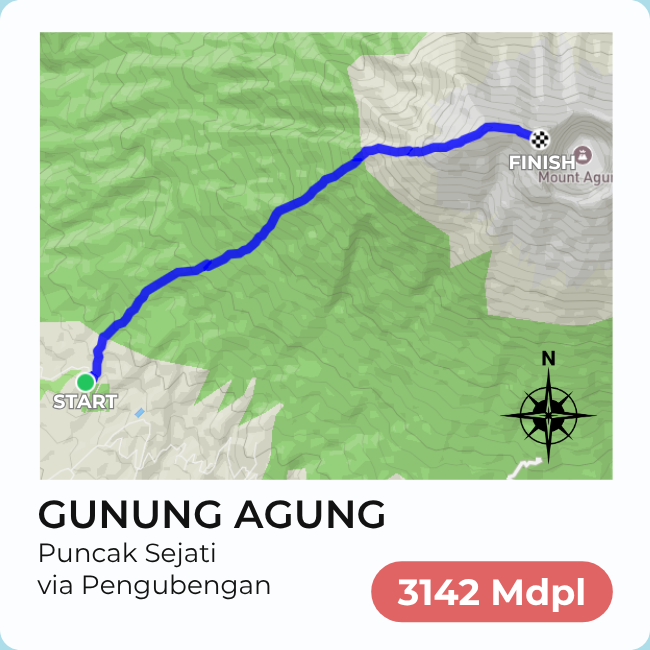 FINISH
Mount Agu
N
START
GUNUNG AGUNG
Puncak Sejati
via Pengubengan
3142 Mdpl